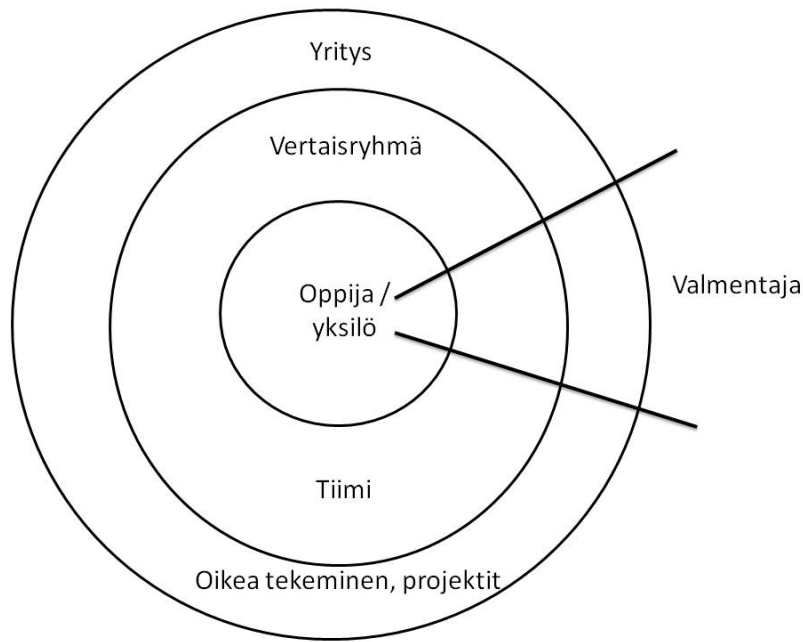 Yritys
Vertaisryhmä
Oppija /
yksilö
Valmentaja
Tiimi
Oikea tekeminen, projektit